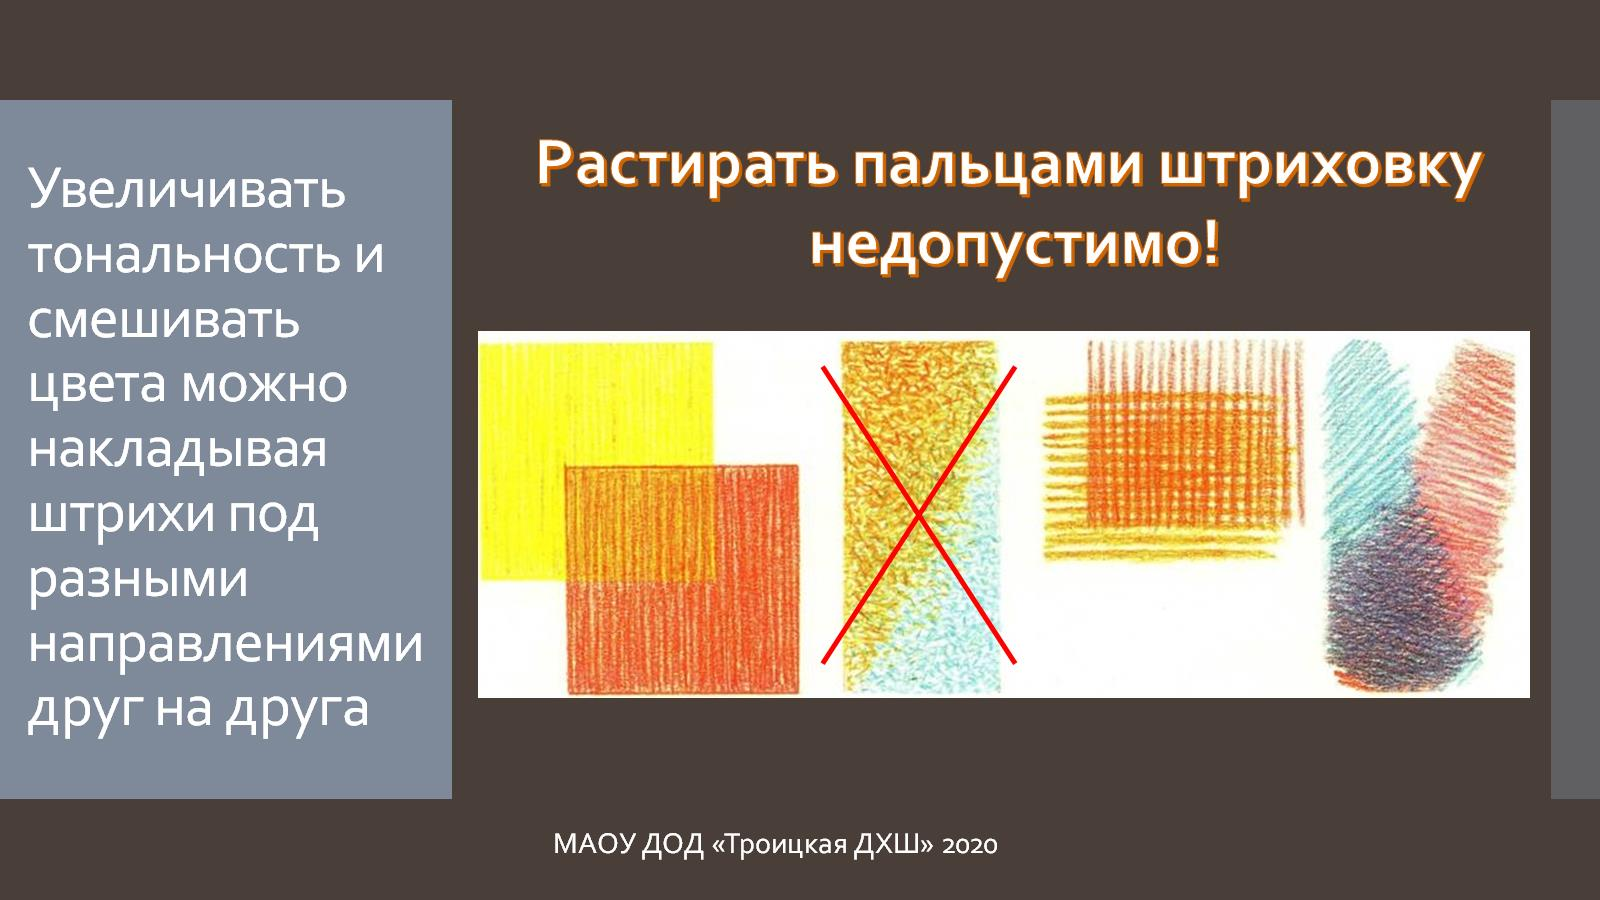 Увеличивать
тональность и
смешивать
цвета можно
накладывая
штрихи под
разными
направлениями
друг на друга
Растирать пальцами штриховку
недопустимо!
МАОУ ДОД «Троицкая ДХШ» 2020